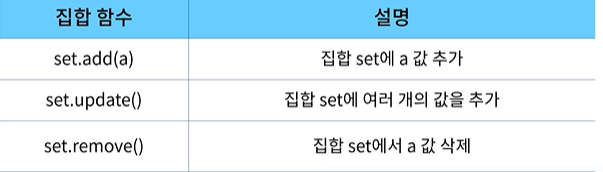 집합 함수 설명
set.add(a) 집합 set에 a 값 추가
set.update() 집합 set에 여러 개의 값을 추가
set.remove() 집합 set에서 a 값 삭제